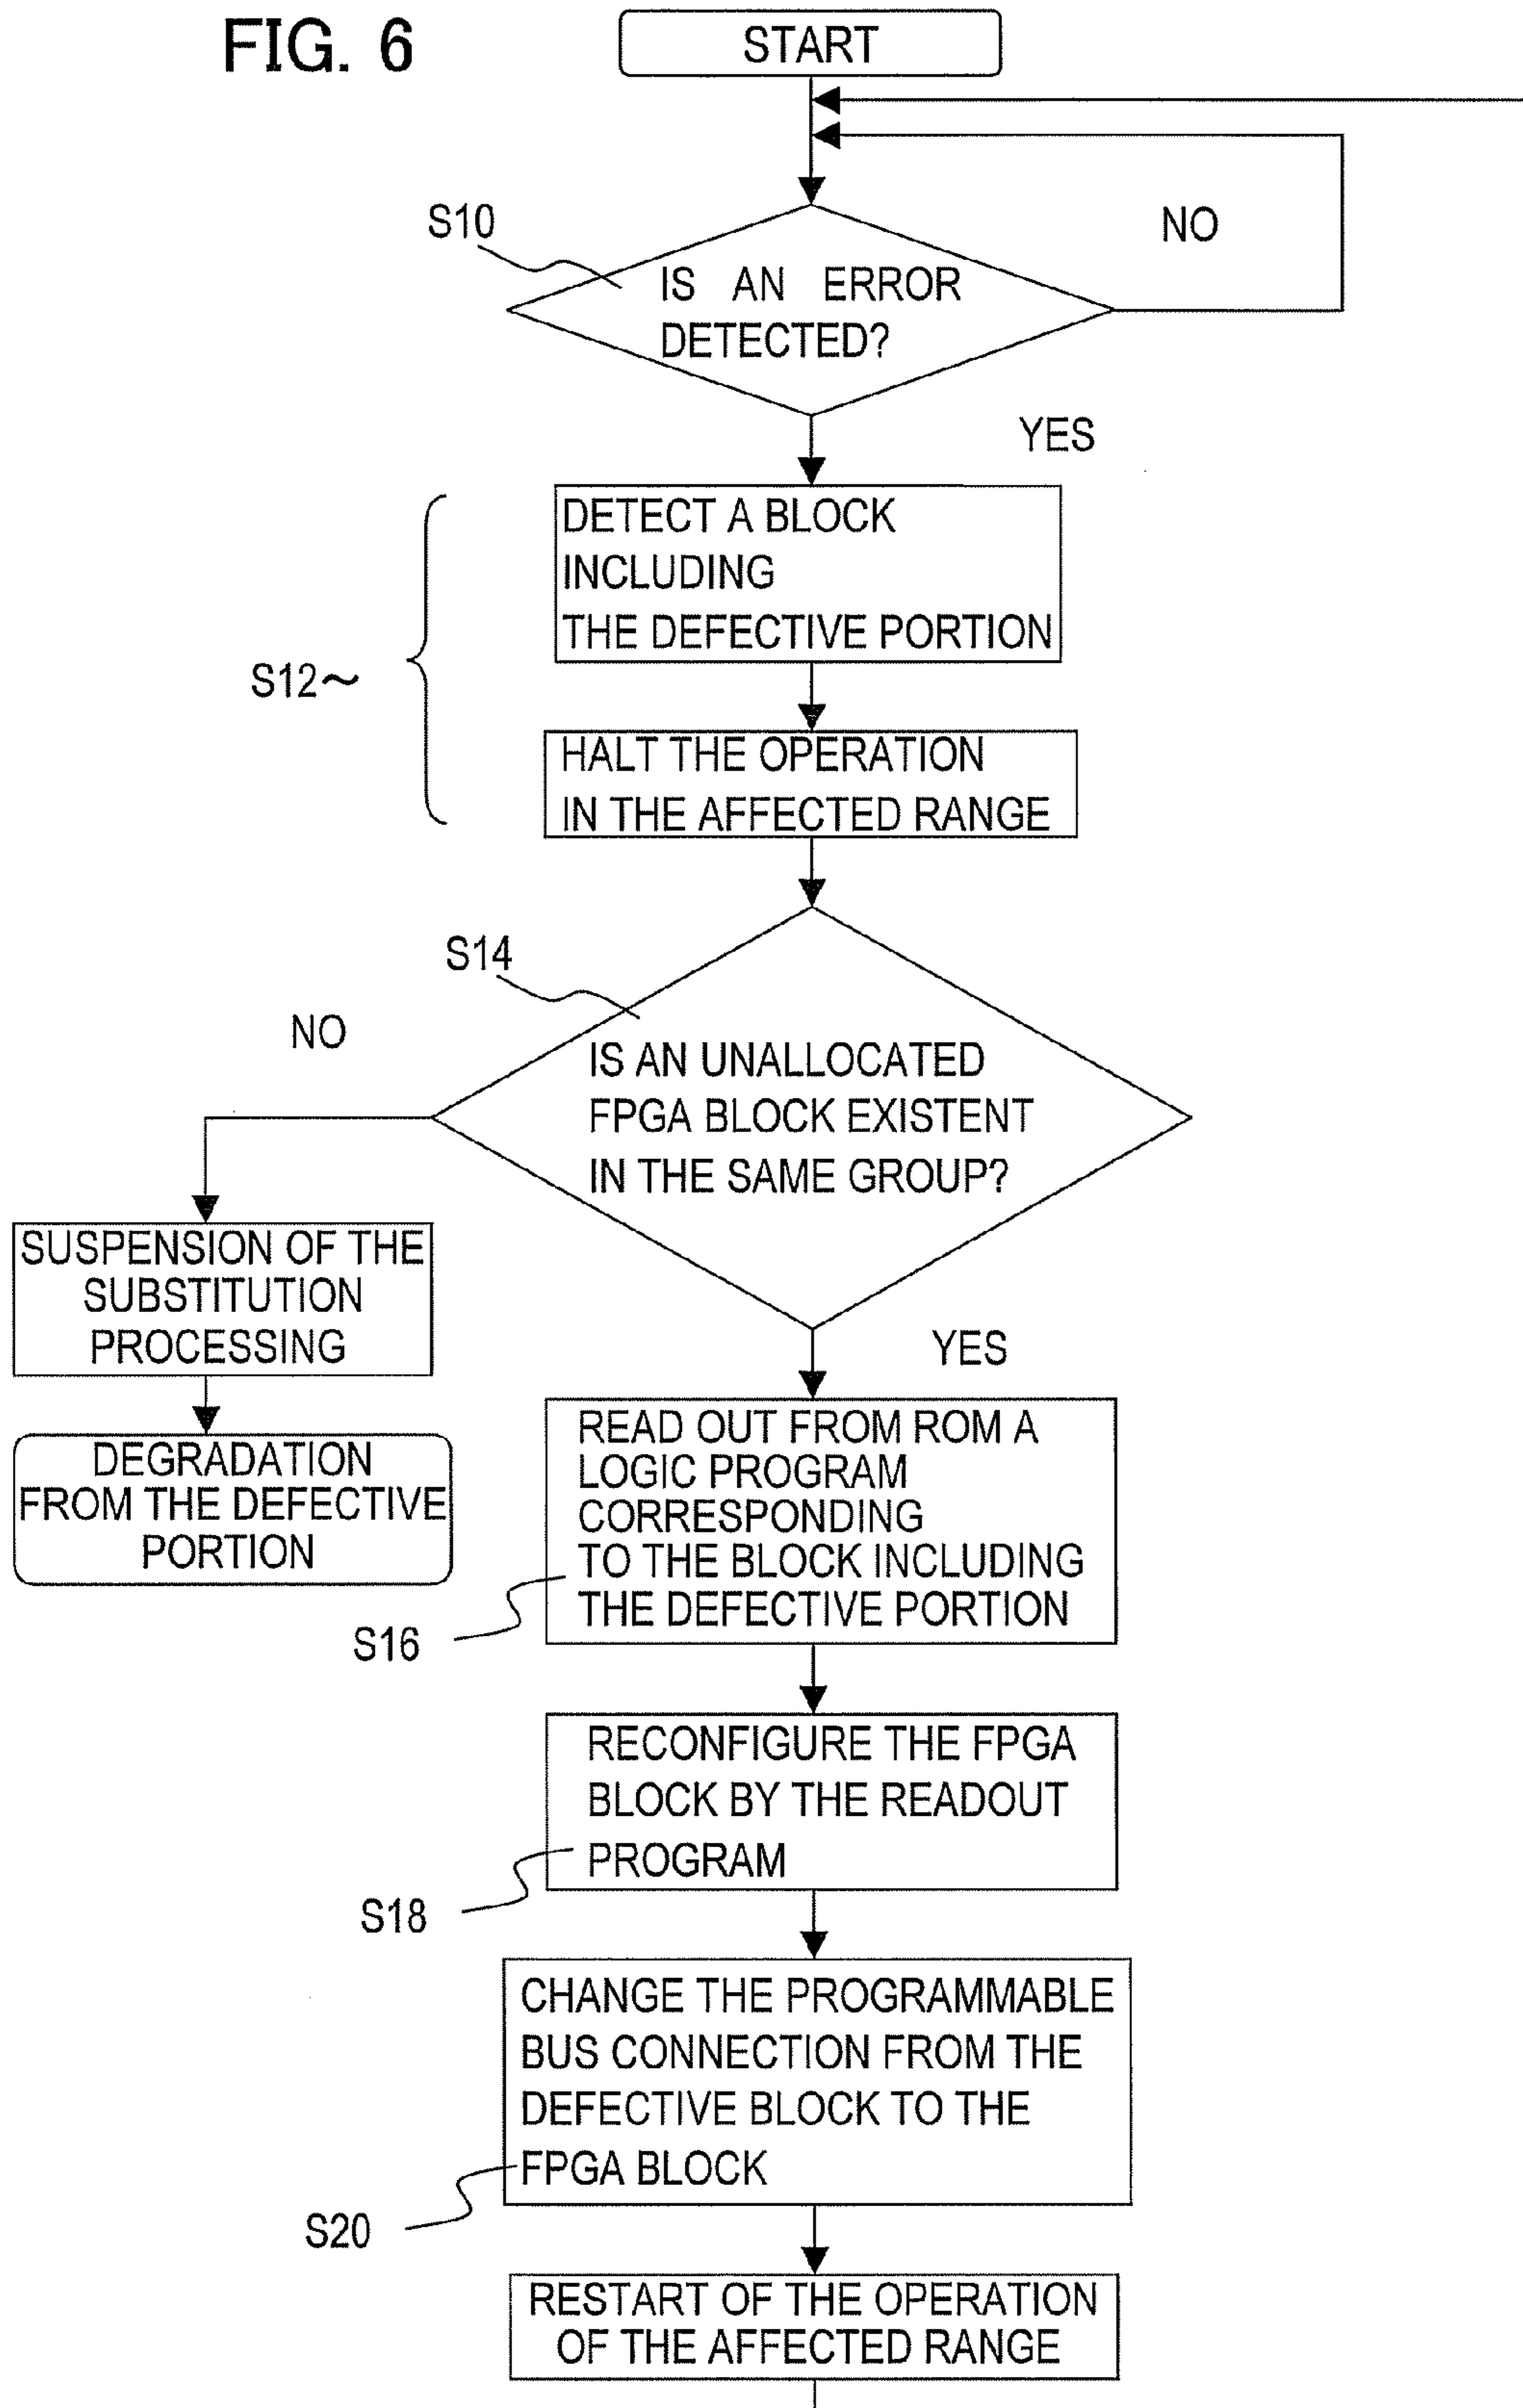 FIG. 6
START
S10
IS AN ERROR
DETECTED?
NO
YES
DETECT A BLOCK
INCLUDING
THE DEFECTIVE PORTION
S12~
HALT THE OPERATION
IN THE AFFECTED RANGE
S14
NO
IS AN UNALLOCATED
FPGA BLOCK EXISTENT
IN THE SAME GROUP?
SUSPENSION OF THE
SUBSTITUTION
PROCESSING
YES
DEGRADATION
FROM THE DEFECTIVE
PORTION
READ OUT FROM ROM A
LOGIC PROGRAM
CORRESPONDING
TO THE BLOCK INCLUDING
THE DEFECTIVE PORTION
S16
RECONFIGURE THE FPGA
BLOCK BY THE READOUT
PROGRAM
S18
CHANGE THE PROGRAMMABLE
BUS CONNECTION FROM THE
DEFECTIVE BLOCK TO THE
FPGA BLOCK
S20
RESTART OF THE OPERATION
OF THE AFFECTED RANGE